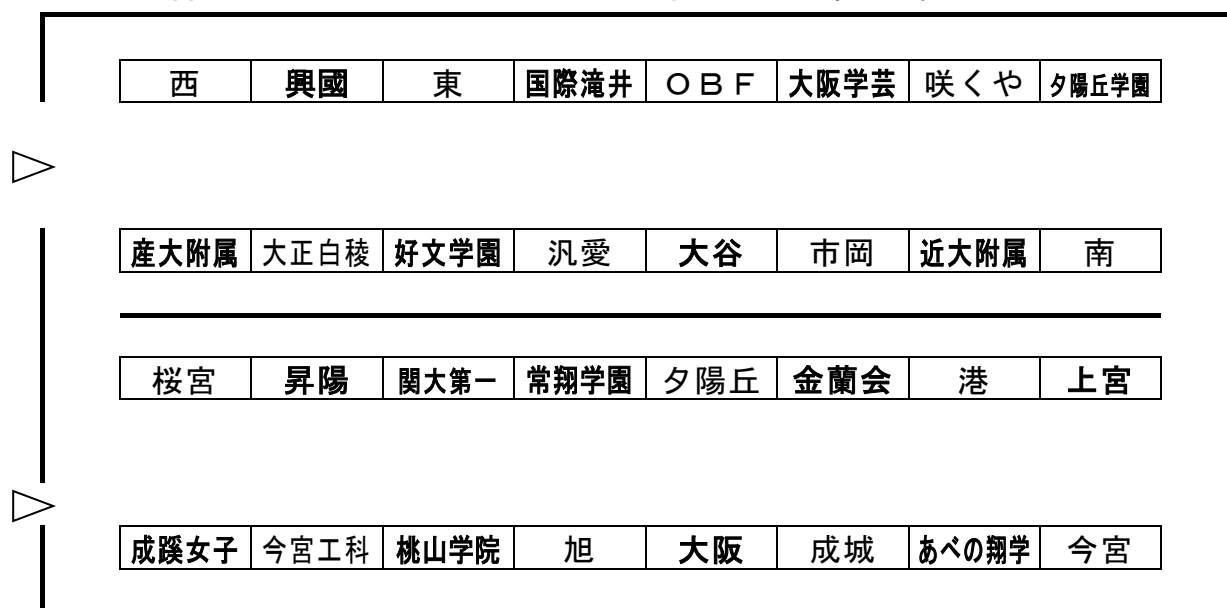 西 興國 東 国際滝井 ＯＢＦ 大阪学芸 咲くや 夕陽丘学園
産大附属 大正白稜 好文学園 汎愛 大谷 市岡 近大附属 南
桜宮 昇陽 関大第一 常翔学園 夕陽丘 金蘭会 港 上宮
成蹊女子 今宮工科 桃山学院 旭 大阪 成城 あべの翔学 今宮